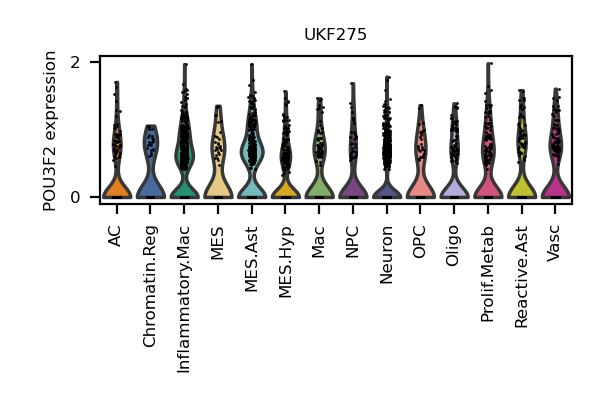 UKF275
POU3F2 expression
2
0
AC
Chromatin.Reg
Inflammatory.Mac
MES
MES.Ast
MES.Hyp
Mac
NPC
Neuron
OPC
Oligo
Prolif.Metab
Reactive.Ast
Vasc